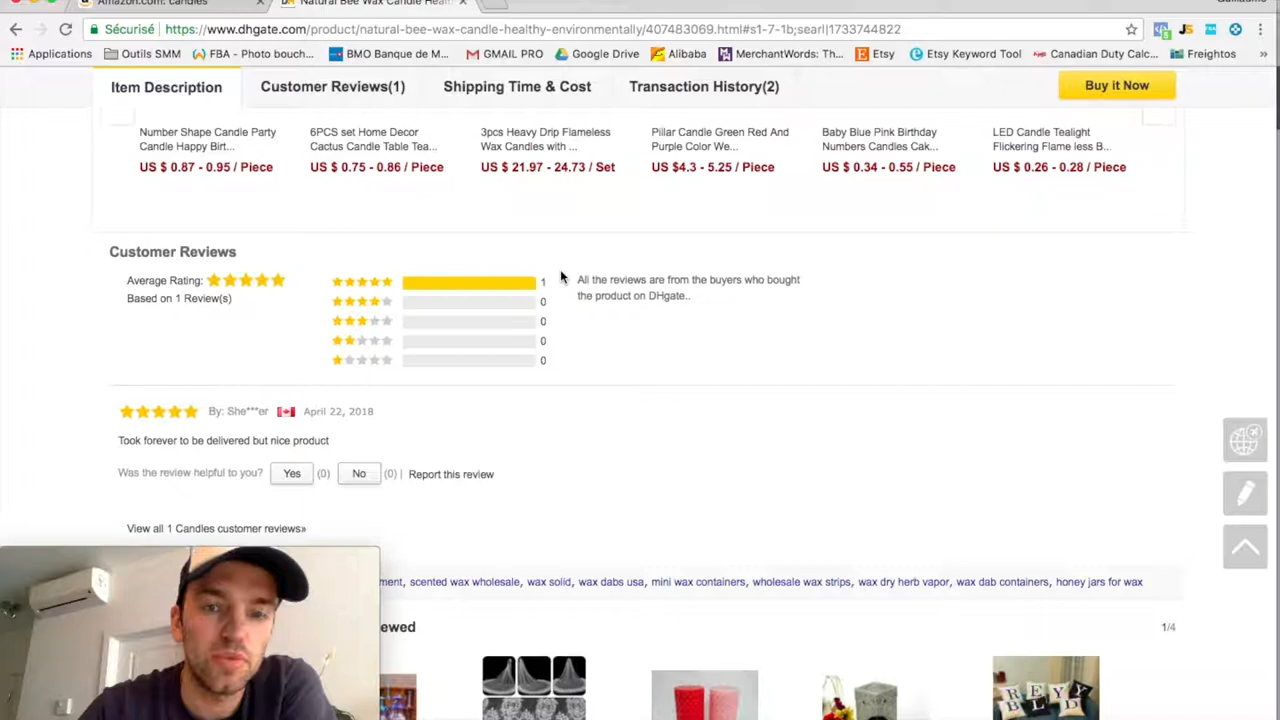 Amazon.com: candles
Natural Bee Wax Candle Heal
Guillaume
Sécurisé https://www.dhgate.com/product/natural-bee-wax-candle-healthy-environmentally/407483069.html#s1-7-1b;searl|1733744822
Applications Outils SMM FBA - Photo bouch... BMO Banque de M... GMAIL PRO Google Drive Alibaba MerchantWords: Th... Etsy Etsy Keyword Tool Canadian Duty Calc... Freightos »
Item Description Customer Reviews(1) Shipping Time & Cost Transaction History(2) Buy it Now
Number Shape Candle Party
Candle Happy Birt...
US $ 0.87 - 0.95 / Piece
6PCS set Home Decor
Cactus Candle Table Tea...
US $ 0.75 - 0.86 / Piece
3pcs Heavy Drip Flameless
Wax Candles with ...
US $ 21.97 - 24.73 / Set
Pillar Candle Green Red And
Purple Color We...
US $4.3 - 5.25 / Piece
Baby Blue Pink Birthday
Numbers Candles Cak...
US $ 0.34 - 0.55 / Piece
LED Candle Tealight
Flickering Flame less B...
US $ 0.26 - 0.28 / Piece
Customer Reviews
Average Rating:
Based on 1 Review(s)
1
0
0
0
0
All the reviews are from the buyers who bought
the product on DHgate..
By: She***er April 22, 2018
Took forever to be delivered but nice product
Was the review helpful to you? Yes (0) No (0) | Report this review
View all 1 Candles customer reviews»
ment, scented wax wholesale, wax solid, wax dabs usa, mini wax containers, wholesale wax strips, wax dry herb vapor, wax dab containers, honey jars for wax
ewed
1/4
R E Y Y
B L D